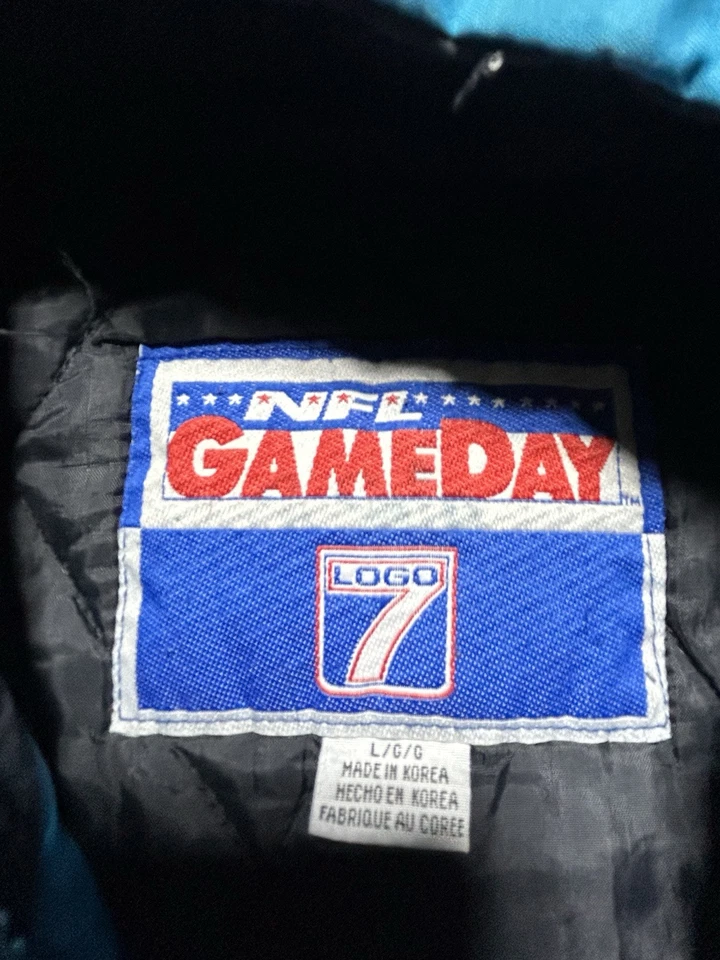 NFL
GAMEDAY
TM
LOGO
7
L/G/G
MADE IN KOREA
HECHO EN KOREA
FABRIQUE AU COREE